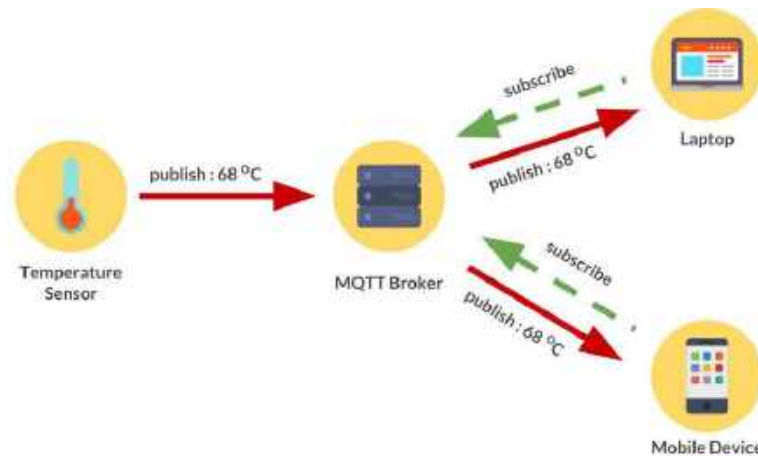 subscribe
Laptop
publish : 68 °C
publish : 68 °C
Temperature
Sensor
MQTT Broker
subscribe
publish : 68 °C
Mobile Device